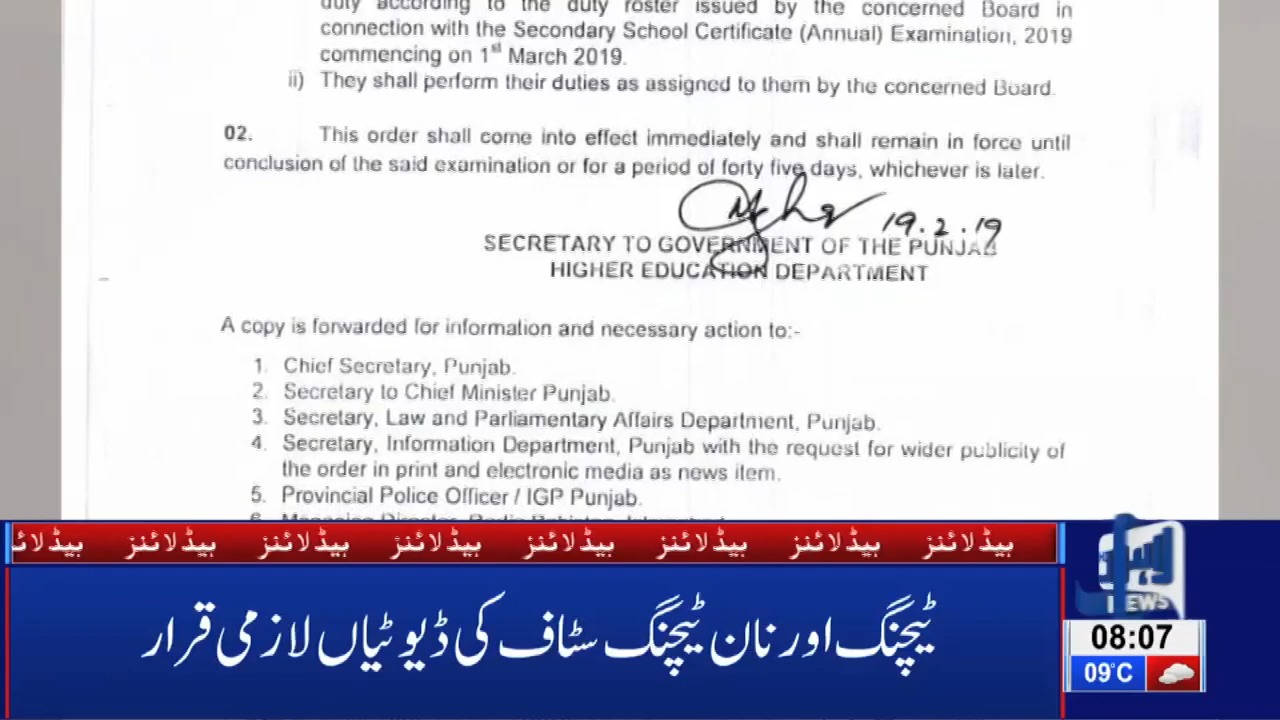 duty according to the duty roster issued by the concerned Board in
connection with the Secondary School Certificate (Annual) Examination, 2019
commencing on 1st March 2019.
ii) They shall perform their duties as assigned to them by the concerned Board.
02. This order shall come into effect immediately and shall remain in force until
conclusion of the said examination or for a period of forty five days, whichever is later.
19.2.19
SECRETARY TO GOVERNMENT OF THE PUNJAB
HIGHER EDUCATION DEPARTMENT
A copy is forwarded for information and necessary action to:-
1. Chief Secretary, Punjab.
2. Secretary to Chief Minister Punjab.
3. Secretary, Law and Parliamentary Affairs Department, Punjab.
4. Secretary, Information Department, Punjab with the request for wider publicity of
the order in print and electronic media as news item.
5. Provincial Police Officer / IGP Punjab.
ہیڈلائنز ہیڈلائنز ہیڈلائنز ہیڈلائنز ہیڈلائنز ہیڈلائنز ہیڈلائنز ہیڈلائنز
ٹیچنگ اور نان ٹیچنگ سٹاف کی ڈیوٹیاں لازمی قرار
NEWS
08:07
09°C